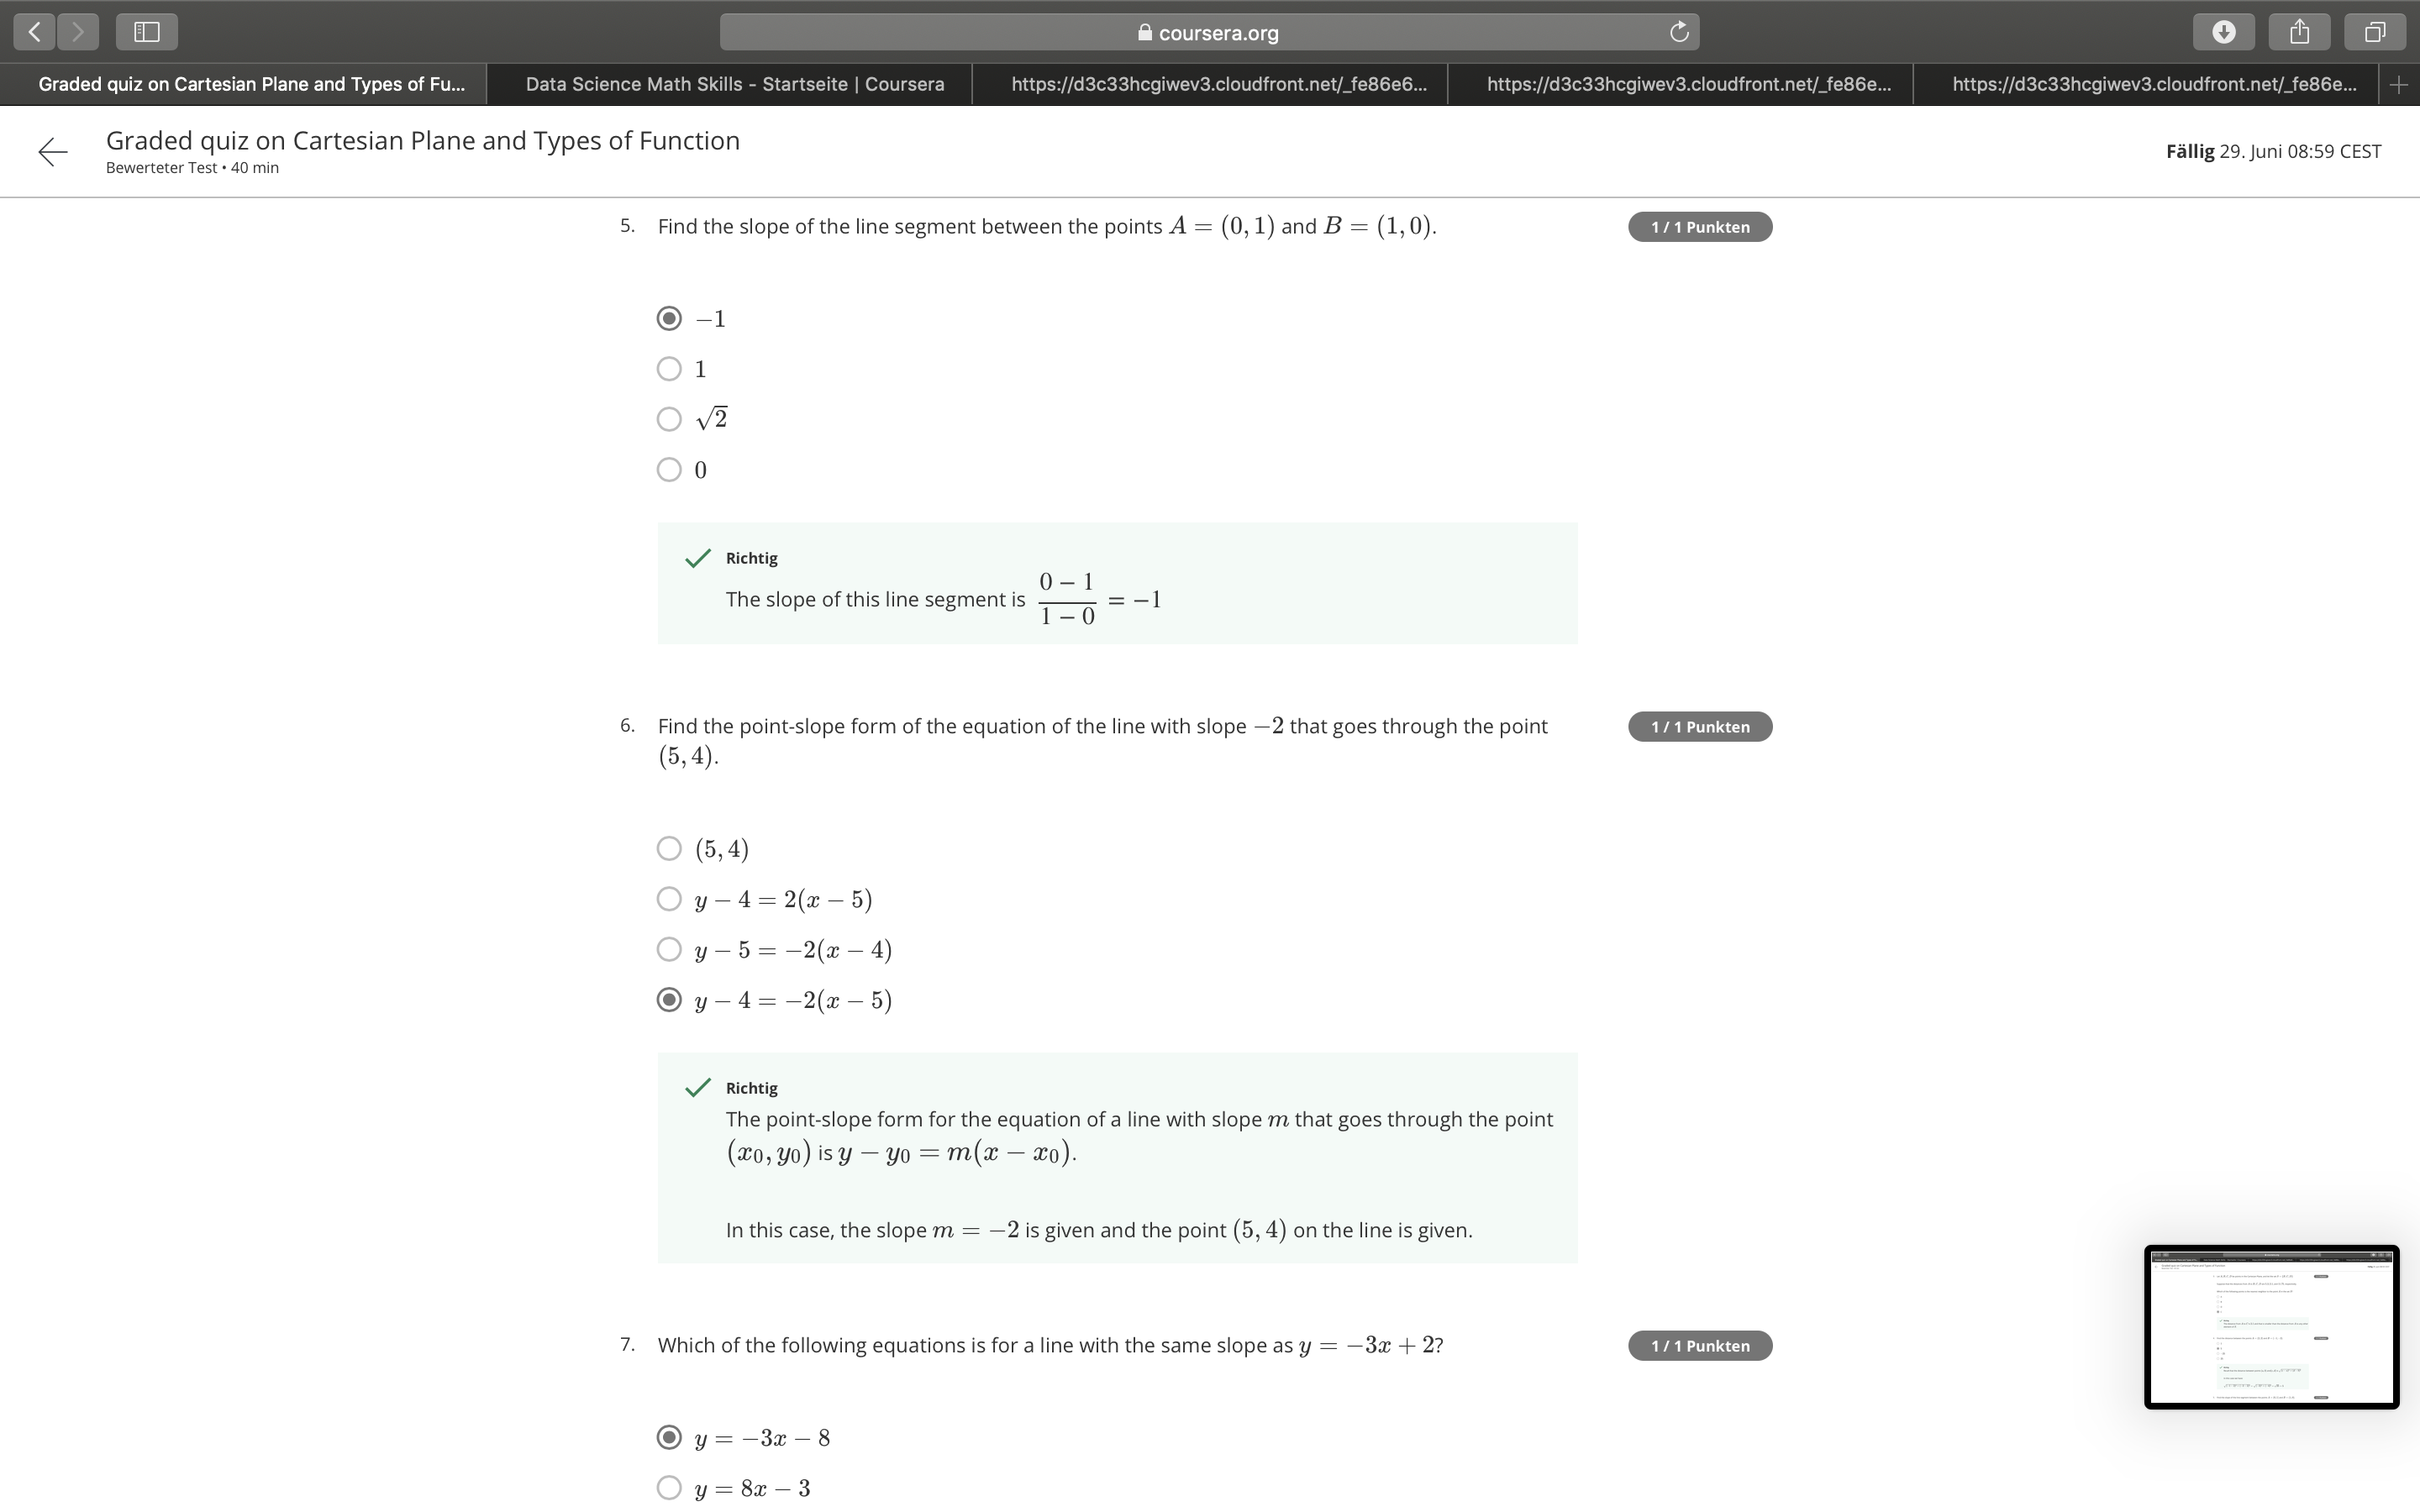 coursera.org
Graded quiz on Cartesian Plane and Types of Fu...
Data Science Math Skills - Startseite | Coursera
https://d3c33hcgiwev3.cloudfront.net/_fe86e6...
https://d3c33hcgiwev3.cloudfront.net/_fe86e...
https://d3c33hcgiwev3.cloudfront.net/_fe86e...
Graded quiz on Cartesian Plane and Types of Function
Bewerteter Test • 40 min
Fällig 29. Juni 08:59 CEST
5. Find the slope of the line segment between the points A = (0, 1) and B = (1, 0).
1 / 1 Punkten
−1
1
√2
0
Richtig
The slope of this line segment is (0 − 1)/(1 − 0) = −1
6. Find the point-slope form of the equation of the line with slope −2 that goes through the point
(5, 4).
1 / 1 Punkten
(5, 4)
y − 4 = 2(x − 5)
y − 5 = −2(x − 4)
y − 4 = −2(x − 5)
Richtig
The point-slope form for the equation of a line with slope m that goes through the point
(x₀, y₀) is y − y₀ = m(x − x₀).
In this case, the slope m = −2 is given and the point (5, 4) on the line is given.
7. Which of the following equations is for a line with the same slope as y = −3x + 2?
1 / 1 Punkten
y = −3x − 8
y = 8x − 3